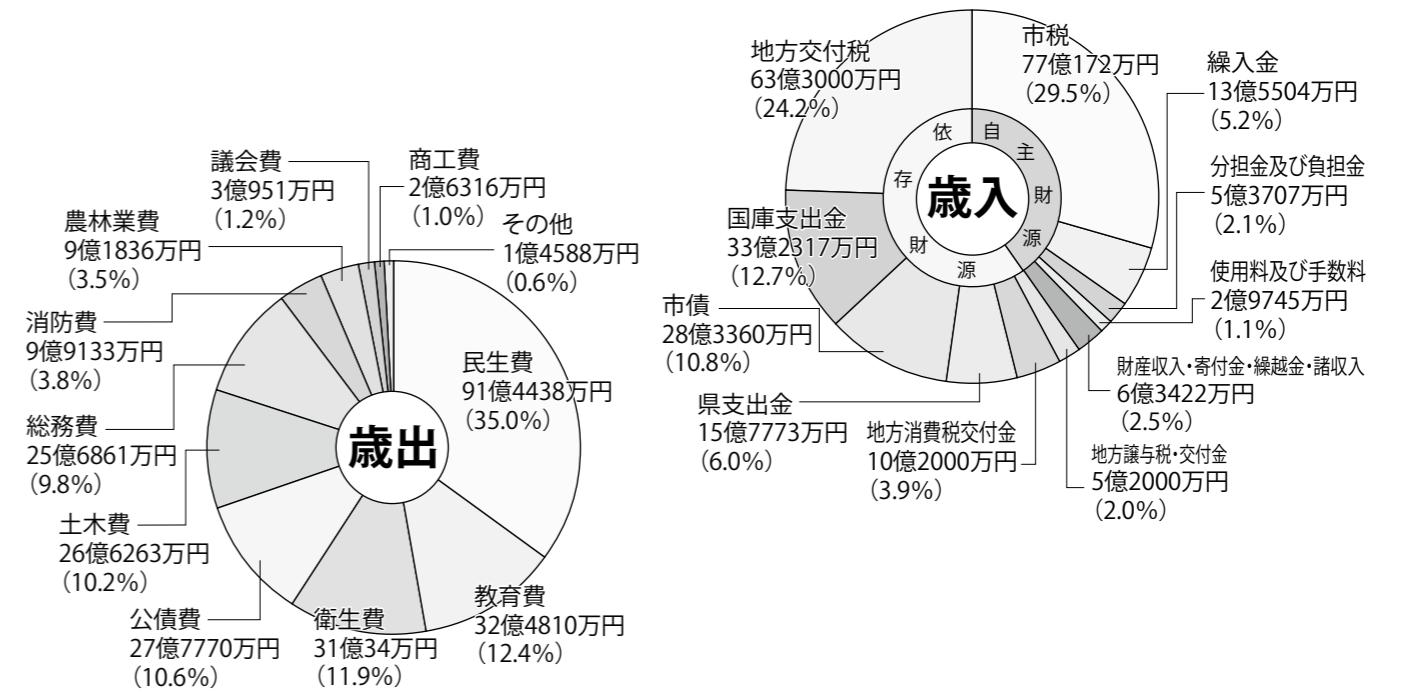 歳出
民生費
91億4438万円
（35.0%）
教育費
32億4810万円
（12.4%）
衛生費
31億34万円
（11.9%）
公債費
27億7770万円
（10.6%）
土木費
26億6263万円
（10.2%）
総務費
25億6861万円
（9.8%）
消防費
9億9133万円
（3.8%）
農林業費
9億1836万円
（3.5%）
議会費
3億951万円
（1.2%）
商工費
2億6316万円
（1.0%）
その他
1億4588万円
（0.6%）
歳入
自主財源
依存財源
市税
77億172万円
（29.5%）
繰入金
13億5504万円
（5.2%）
分担金及び負担金
5億3707万円
（2.1%）
使用料及び手数料
2億9745万円
（1.1%）
財産収入・寄付金・繰越金・諸収入
6億3422万円
（2.5%）
地方譲与税・交付金
5億2000万円
（2.0%）
地方消費税交付金
10億2000万円
（3.9%）
県支出金
15億7773万円
（6.0%）
市債
28億3360万円
（10.8%）
国庫支出金
33億2317万円
（12.7%）
地方交付税
63億3000万円
（24.2%）